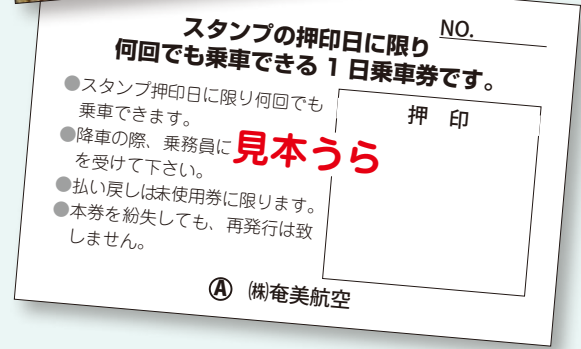 NO.
スタンプの押印日に限り
何回でも乗車できる 1 日乗車券です。
●スタンプ押印日に限り何回でも
乗車できます。
●降車の際、乗務員に
を受けて下さい。
●払い戻しは未使用券に限ります。
●本券を紛失しても、再発行は致
しません。
押 印
見本うら
Ⓐ ㈱奄美航空